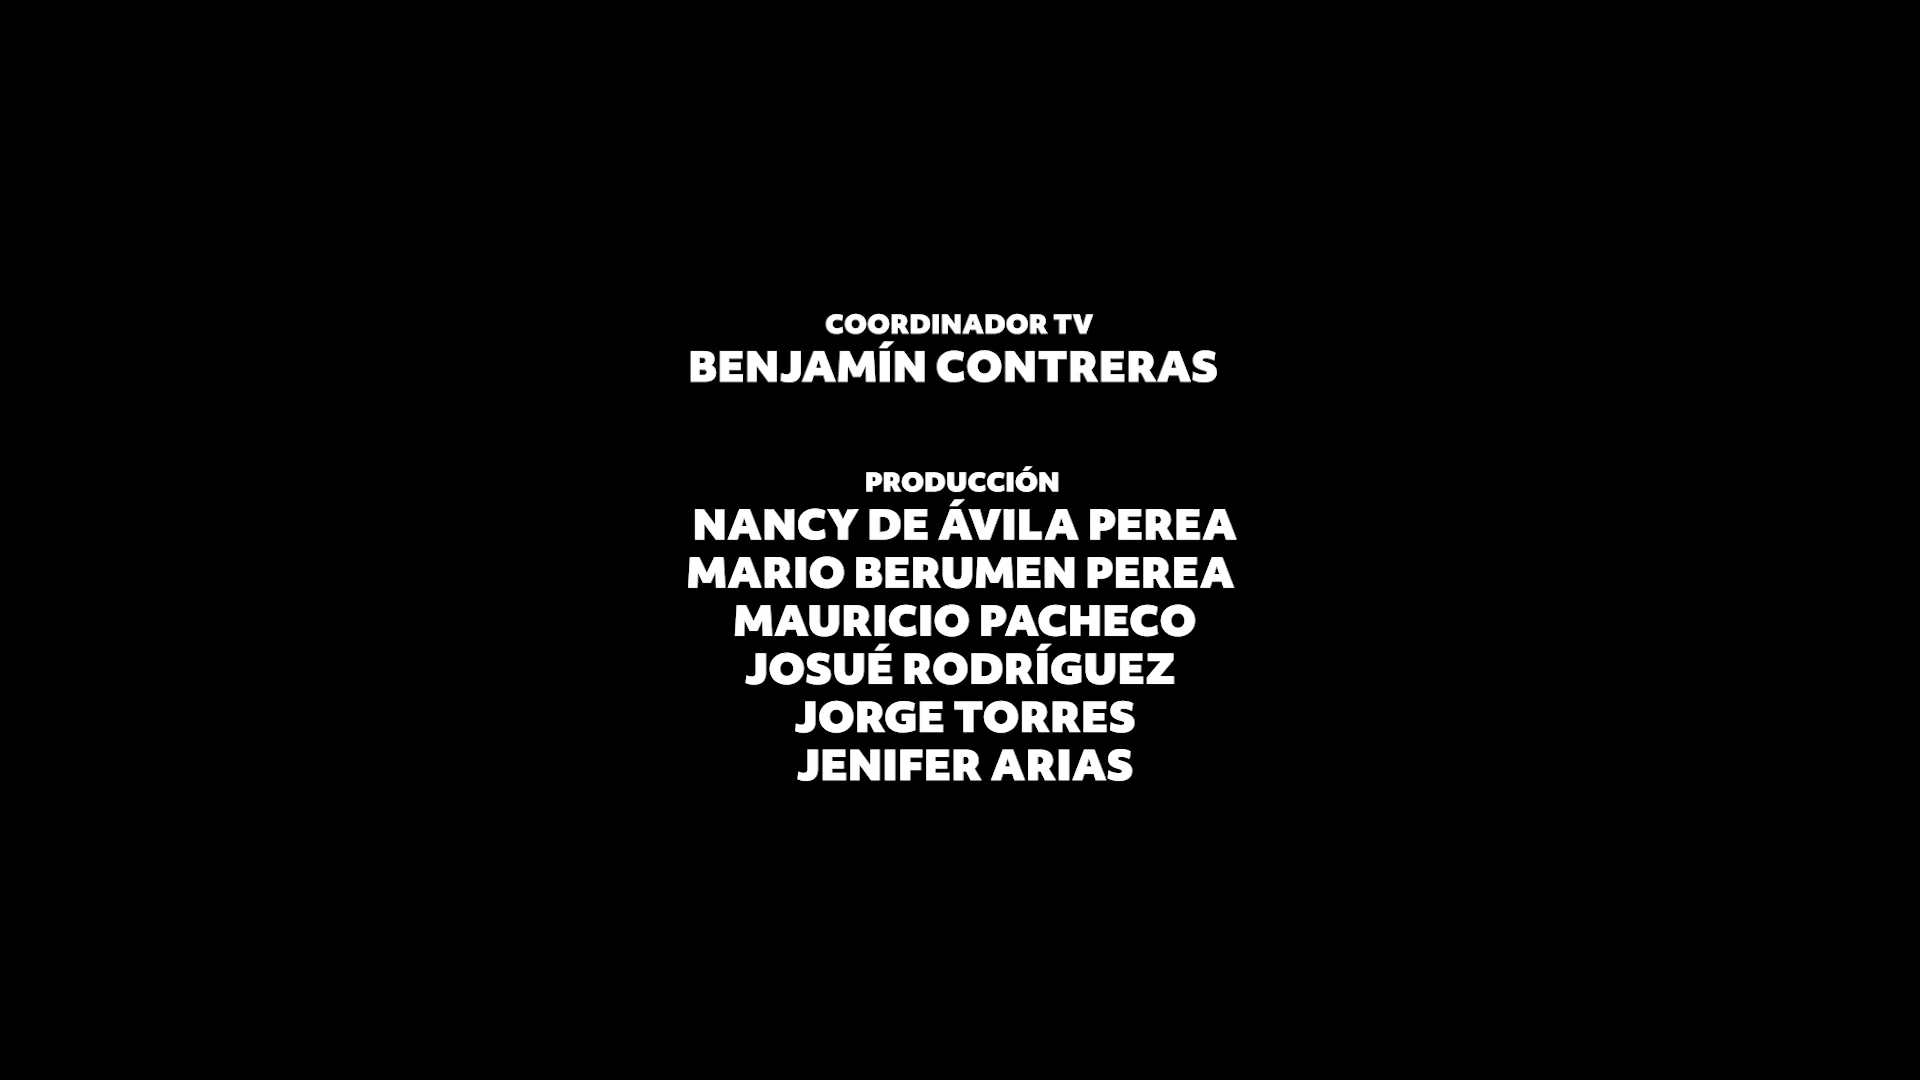 COORDINADOR TV
BENJAMÍN CONTRERAS
PRODUCCIÓN
NANCY DE ÁVILA PEREA
MARIO BERUMEN PEREA
MAURICIO PACHECO
JOSUÉ RODRÍGUEZ
JORGE TORRES
JENIFER ARIAS